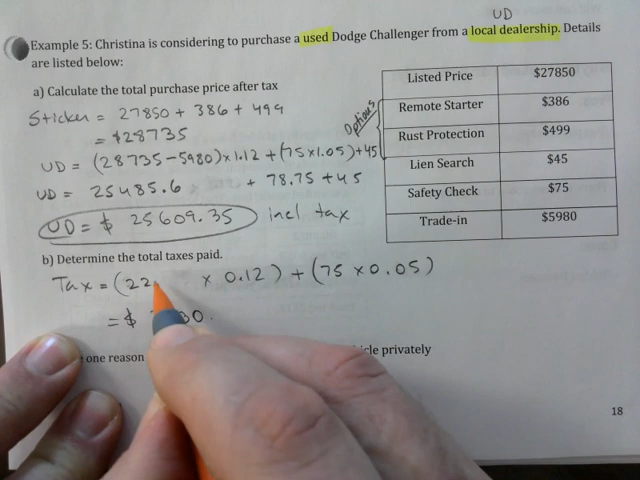 UD
Example 5: Christina is considering to purchase a used Dodge Challenger from a local dealership. Details
are listed below:
a) Calculate the total purchase price after tax
Sticker = 27850 + 386 + 499
= $28735
UD = (28735-5980)x1.12 + (75x1.05)+45
UD = 25485.6 + 78.75 +45
UD = $ 25609.35 incl tax
Options
Listed Price $27850
Remote Starter $386
Rust Protection $499
Lien Search $45
Safety Check $75
Trade-in $5980
b) Determine the total taxes paid.
Tax = (22 x 0.12) + (75 x 0.05)
= $
one reason
privately
18